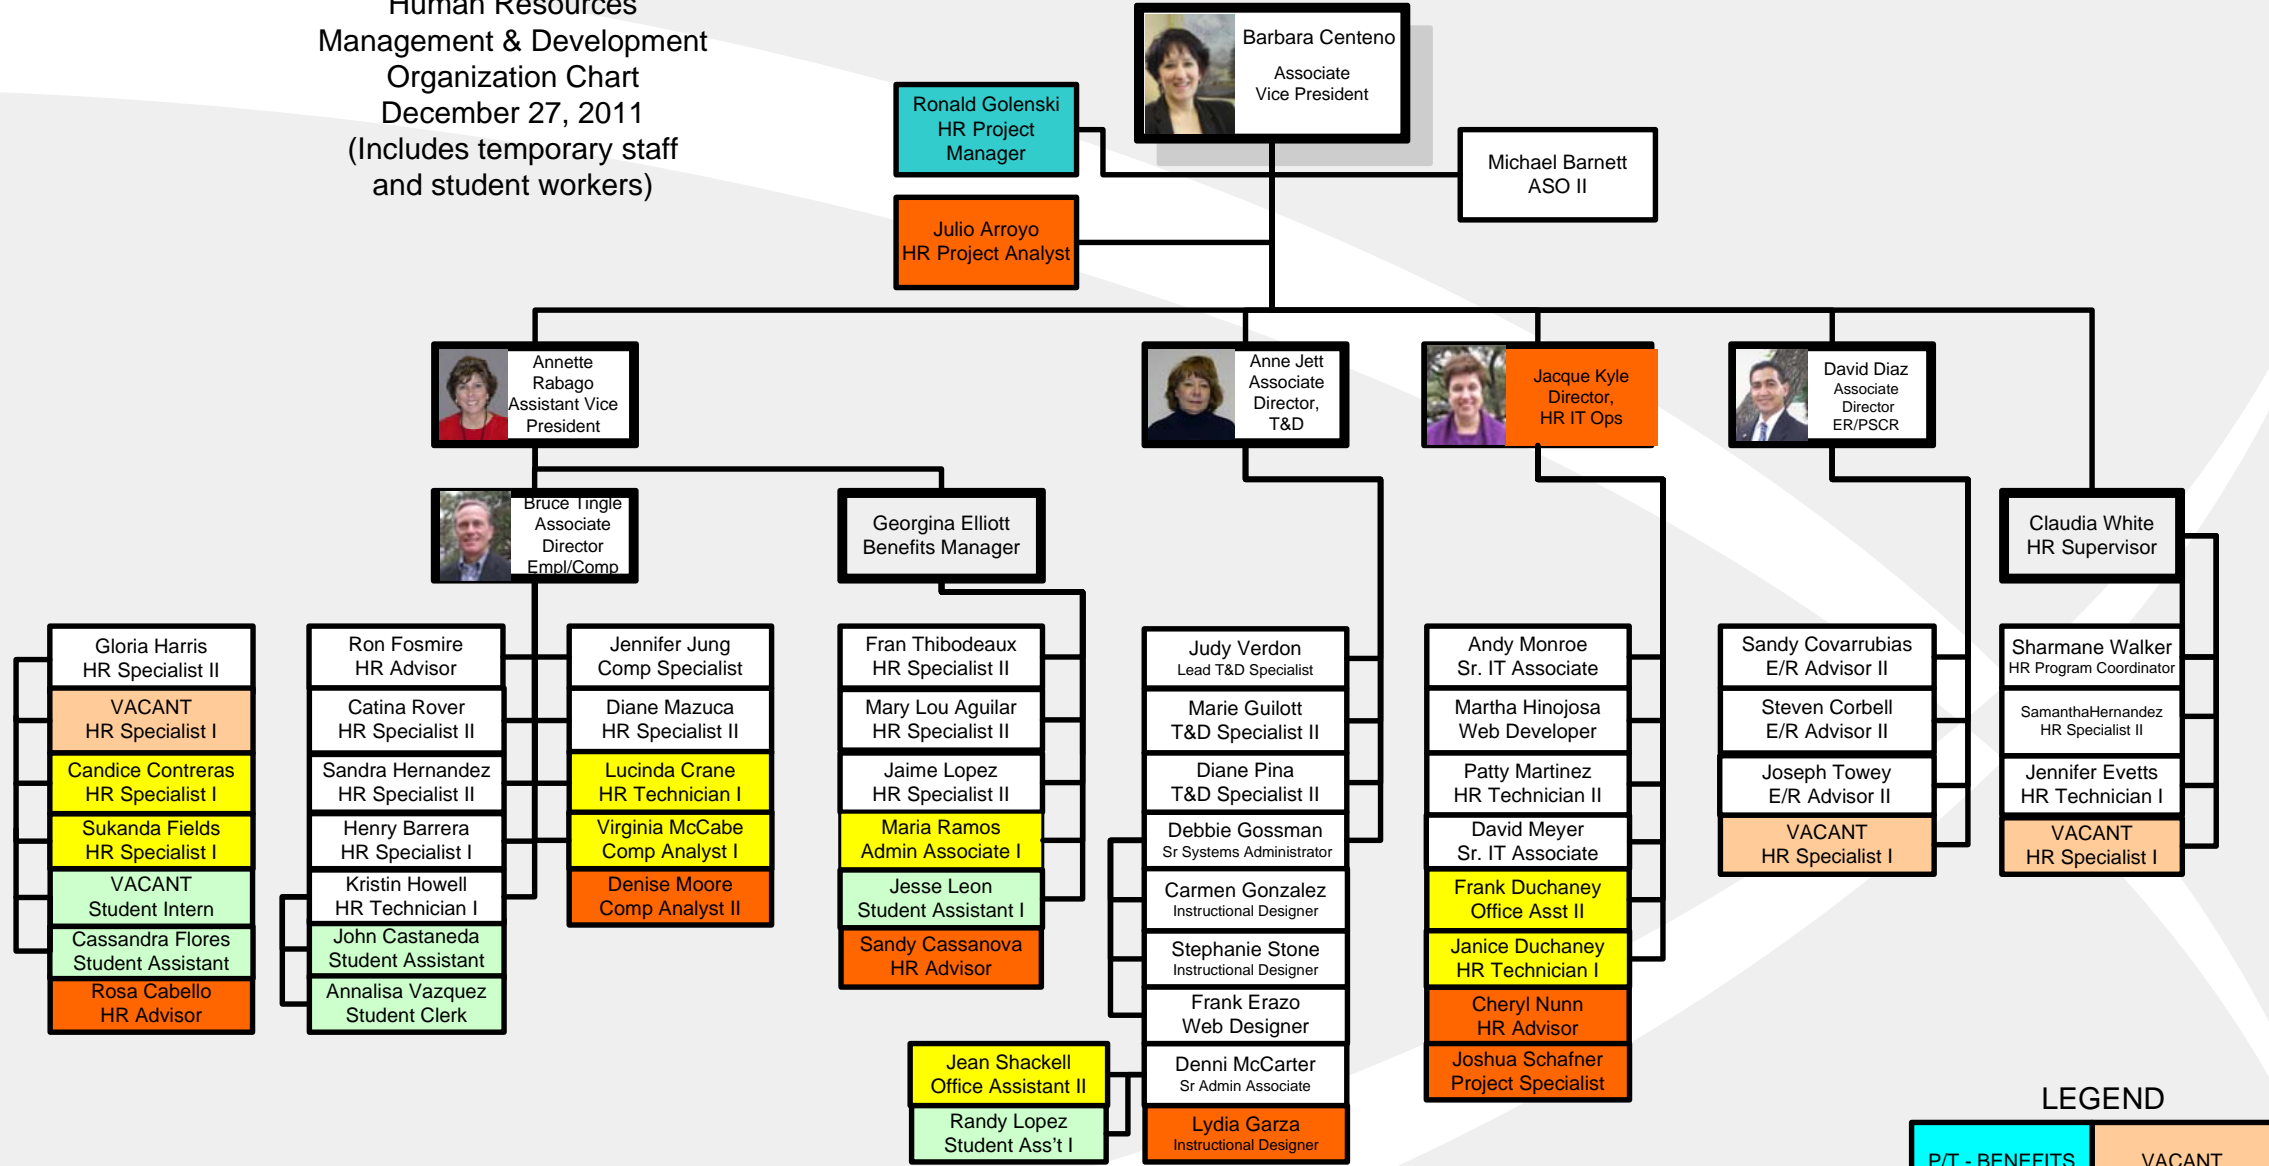 Human Resources
Management & Development
Organization Chart
December 27, 2011
(Includes temporary staff
and student workers)
Barbara Centeno
Associate
Vice President
Ronald Golenski
HR Project
Manager
Michael Barnett
ASO II
Julio Arroyo
HR Project Analyst
Annette
Rabago
Assistant Vice
President
Anne Jett
Associate
Director,
T&D
Jacque Kyle
Director,
HR IT Ops
David Diaz
Associate
Director
ER/PSCR
Bruce Tingle
Associate
Director
Empl/Comp
Georgina Elliott
Benefits Manager
Claudia White
HR Supervisor
Gloria Harris
HR Specialist II
VACANT
HR Specialist I
Candice Contreras
HR Specialist I
Sukanda Fields
HR Specialist I
VACANT
Student Intern
Cassandra Flores
Student Assistant
Rosa Cabello
HR Advisor
Ron Fosmire
HR Advisor
Catina Rover
HR Specialist II
Sandra Hernandez
HR Specialist II
Henry Barrera
HR Specialist I
Kristin Howell
HR Technician I
John Castaneda
Student Assistant
Annalisa Vazquez
Student Clerk
Jennifer Jung
Comp Specialist
Diane Mazuca
HR Specialist II
Lucinda Crane
HR Technician I
Virginia McCabe
Comp Analyst I
Denise Moore
Comp Analyst II
Fran Thibodeaux
HR Specialist II
Mary Lou Aguilar
HR Specialist II
Jaime Lopez
HR Specialist II
Maria Ramos
Admin Associate I
Jesse Leon
Student Assistant I
Sandy Cassanova
HR Advisor
Judy Verdon
Lead T&D Specialist
Marie Guilott
T&D Specialist II
Diane Pina
T&D Specialist II
Debbie Gossman
Sr Systems Administrator
Carmen Gonzalez
Instructional Designer
Stephanie Stone
Instructional Designer
Frank Erazo
Web Designer
Denni McCarter
Sr Admin Associate
Lydia Garza
Instructional Designer
Jean Shackell
Office Assistant II
Randy Lopez
Student Ass't I
Andy Monroe
Sr. IT Associate
Martha Hinojosa
Web Developer
Patty Martinez
HR Technician II
David Meyer
Sr. IT Associate
Frank Duchaney
Office Asst II
Janice Duchaney
HR Technician I
Cheryl Nunn
HR Advisor
Joshua Schafner
Project Specialist
Sandy Covarrubias
E/R Advisor II
Steven Corbell
E/R Advisor II
Joseph Towey
E/R Advisor II
VACANT
HR Specialist I
Sharmane Walker
HR Program Coordinator
SamanthaHernandez
HR Specialist II
Jennifer Evetts
HR Technician I
VACANT
HR Specialist I
LEGEND
P/T - BENEFITS
VACANT